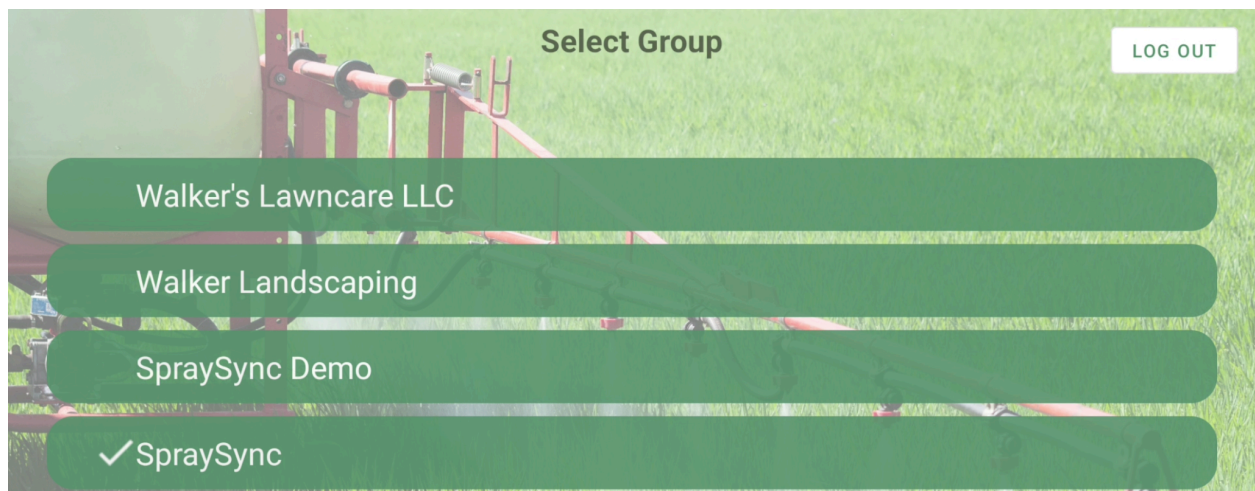 Select Group
LOG OUT
Walker's Lawncare LLC
Walker Landscaping
SpraySync Demo
SpraySync